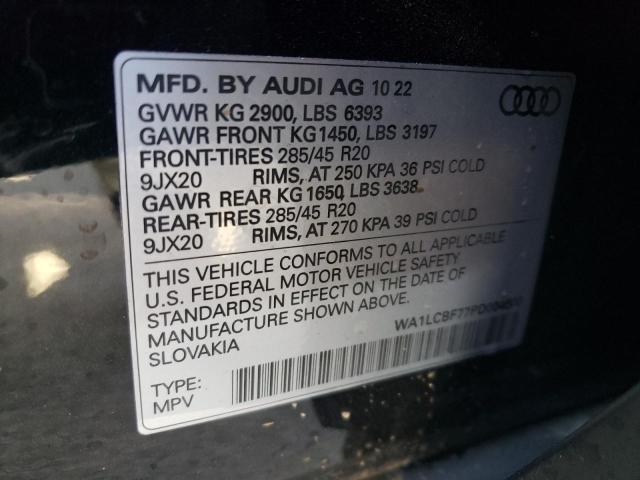 MFD. BY AUDI AG 10 22
GVWR KG 2900, LBS 6393
GAWR FRONT KG1450, LBS 3197
FRONT-TIRES 285/45 R20
9JX20 RIMS, AT 250 KPA 36 PSI COLD
GAWR REAR KG 1650, LBS 3638
REAR-TIRES 285/45 R20
9JX20 RIMS, AT 270 KPA 39 PSI COLD
THIS VEHICLE CONFORMS TO ALL APPLICABLE
U.S. FEDERAL MOTOR VEHICLE SAFETY
STANDARDS IN EFFECT ON THE DATE OF
MANUFACTURE SHOWN ABOVE.
SLOVAKIA
TYPE:
MPV